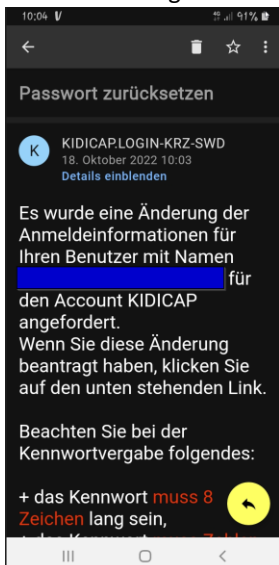 10:04 V 91%
Passwort zurücksetzen
K
KIDICAP.LOGIN-KRZ-SWD
18. Oktober 2022 10:03
Details einblenden
Es wurde eine Änderung der
Anmeldeinformationen für
Ihren Benutzer mit Namen
für
den Account KIDICAP
angefordert.
Wenn Sie diese Änderung
beantragt haben, klicken Sie
auf den unten stehenden Link.
Beachten Sie bei der
Kennwortvergabe folgendes:
+ das Kennwort muss 8
Zeichen lang sein,